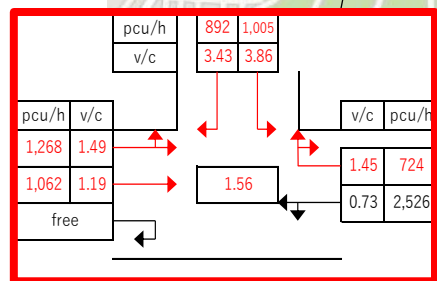 pcu/h 892 1,005
v/c 3.43 3.86
pcu/h v/c
v/c pcu/h
1,268 1.49
1.45 724
1,062 1.19
1.56
0.73 2,526
free